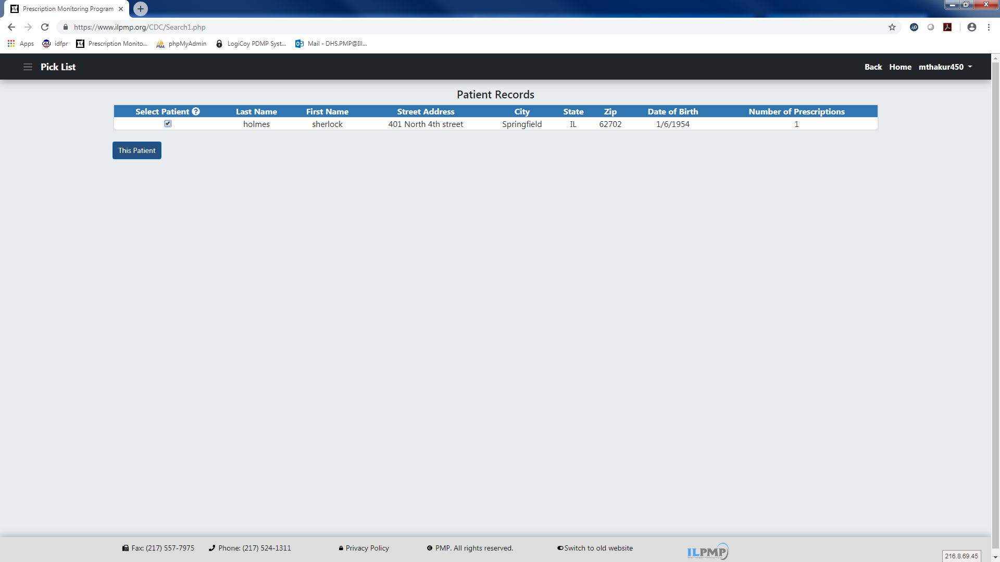 Prescription Monitoring Program
https://www.ilpmp.org/CDC/Search1.php
Apps idfpr Prescription Monito... phpMyAdmin LogiCoy PDMP Syst... Mail - DHS.PMP@Ill...
Pick List Back Home mthakur450
Patient Records
Select Patient ? Last Name First Name Street Address City State Zip Date of Birth Number of Prescriptions
holmes sherlock 401 North 4th street Springfield IL 62702 1/6/1954 1
This Patient
Fax: (217) 557-7975 Phone: (217) 524-1311 Privacy Policy © PMP. All rights reserved. Switch to old website ILPMP
216.8.69.45